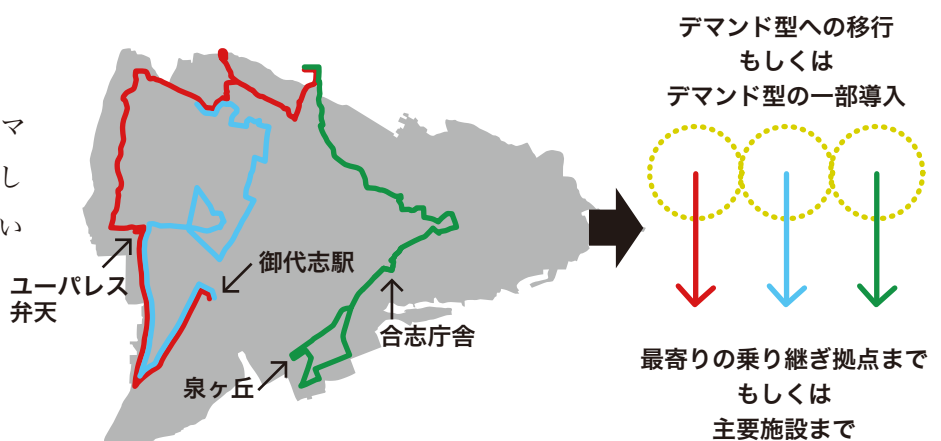 マ
し
い
ユーパレス
弁天
御代志駅
合志庁舎
泉ヶ丘
デマンド型への移行
もしくは
デマンド型の一部導入
最寄りの乗り継ぎ拠点まで
もしくは
主要施設まで